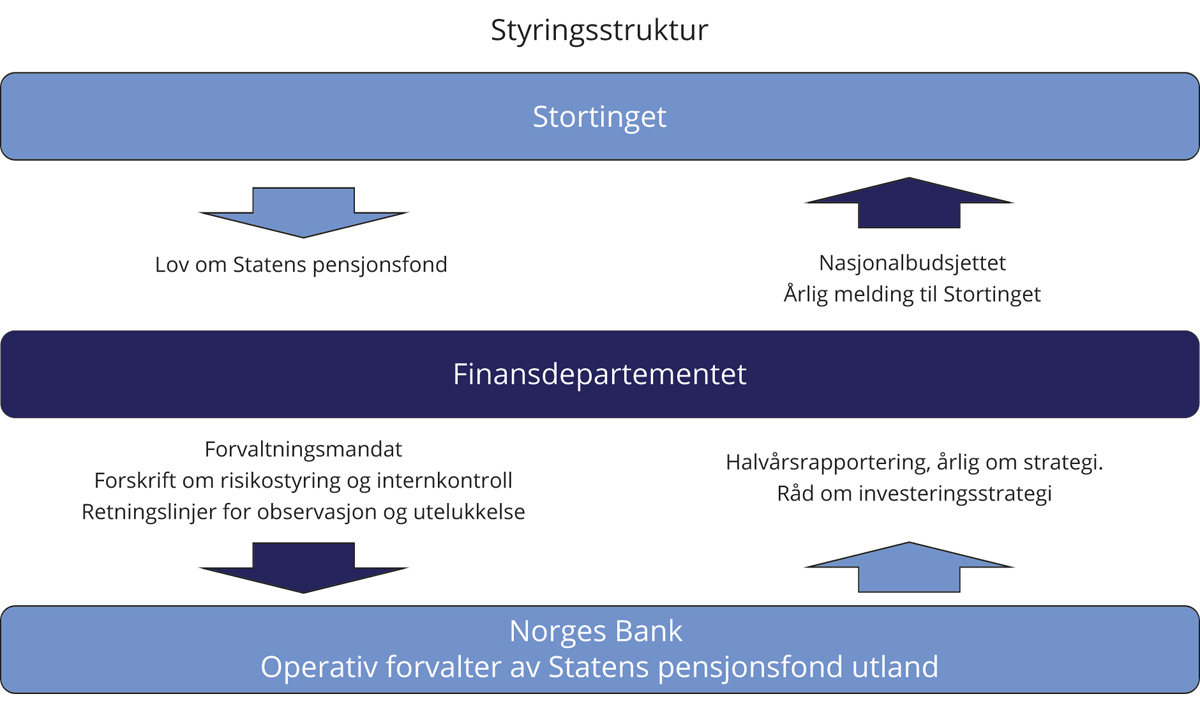 Styringsstruktur
Stortinget
Lov om Statens pensjonsfond
Nasjonalbudsjettet
Årlig melding til Stortinget
Finansdepartementet
Forvaltningsmandat
Forskrift om risikostyring og internkontroll
Retningslinjer for observasjon og utelukkelse
Halvårsrapportering, årlig om strategi.
Råd om investeringsstrategi
Norges Bank
Operativ forvalter av Statens pensjonsfond utland